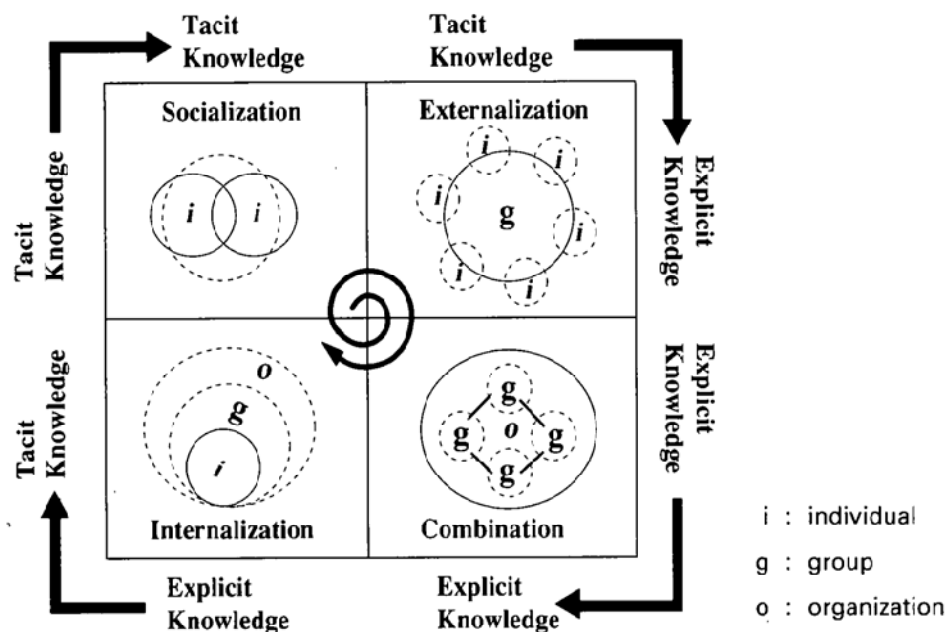 Tacit
Knowledge
Tacit
Knowledge
Socialization
Externalization
i i
i
i
i
i
i
i
g
Tacit
Knowledge
Explicit
Knowledge
Tacit
Knowledge
Explicit
Knowledge
o
g
i
g
g o g
g
Internalization
Combination
Explicit
Knowledge
Explicit
Knowledge
i : individual
g : group
o : organization